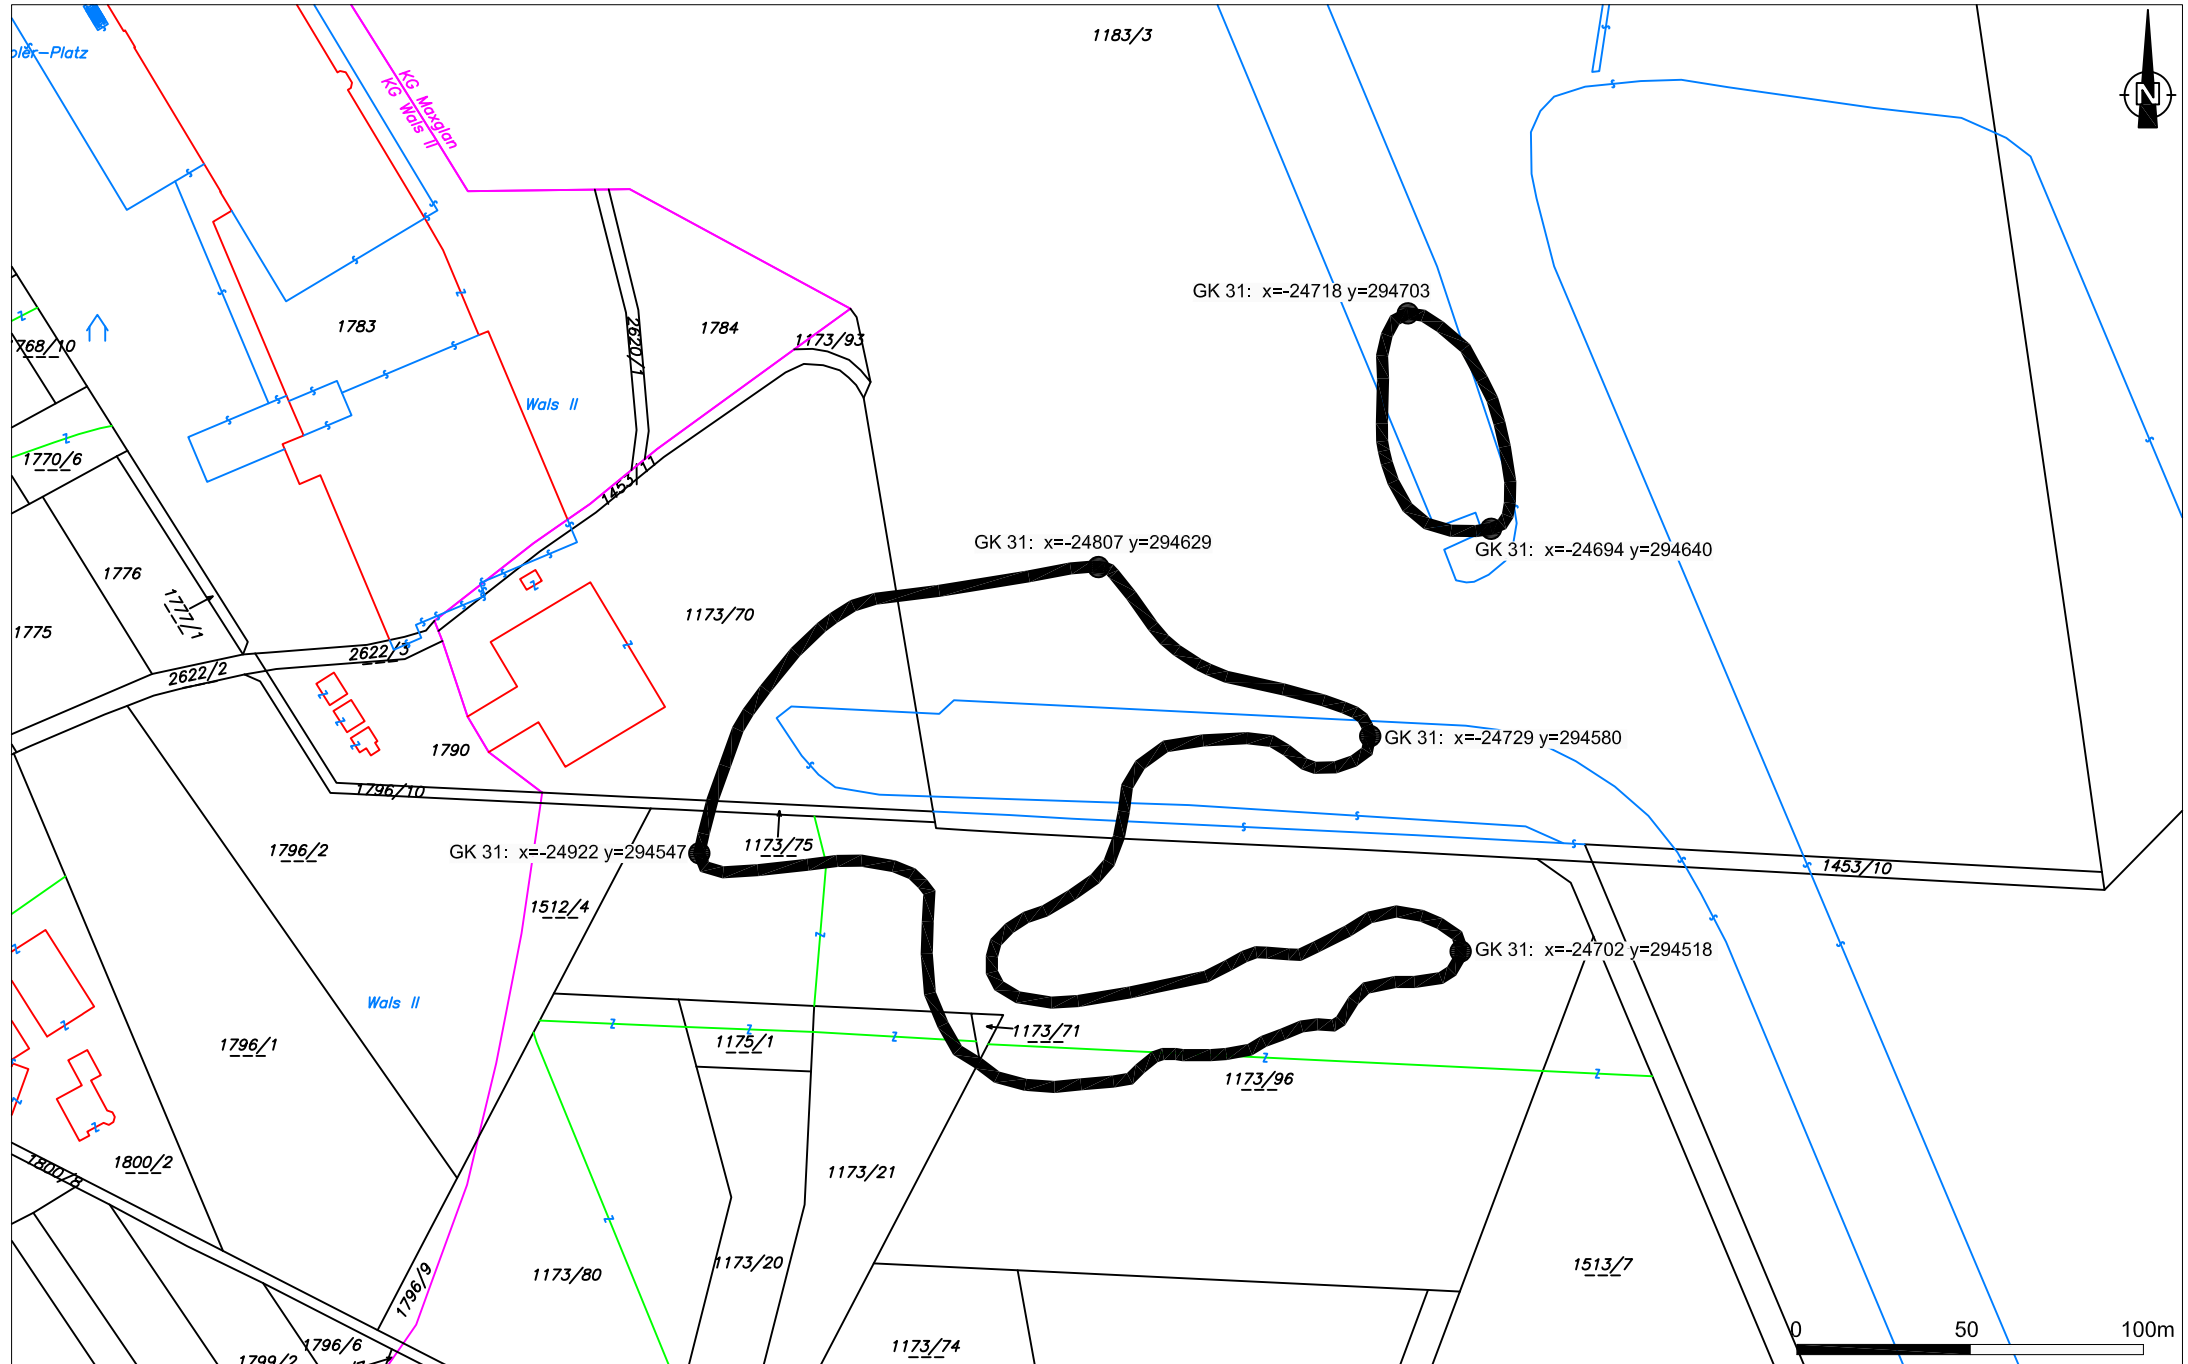 1183/3
KG Maxglan
KG Wals II
N
GK 31: x=-24718 y=294703
1783
2620/1
1784
1173/93
768/10
Wals II
1770/6
1453/11
GK 31: x=-24807 y=294629
GK 31: x=-24694 y=294640
1776
1777/1
1775
1173/70
2622/3
2622/2
GK 31: x=-24729 y=294580
1790
1796/10
1796/2
GK 31: x=-24922 y=294547
1173/75
1453/10
1512/4
GK 31: x=-24702 y=294518
Wals II
1796/1
1175/1
1173/71
1173/96
1800/8
1800/2
1173/21
1173/20
1173/80
1513/7
1796/9
1796/6
1799/2
1173/74
0 50 100m